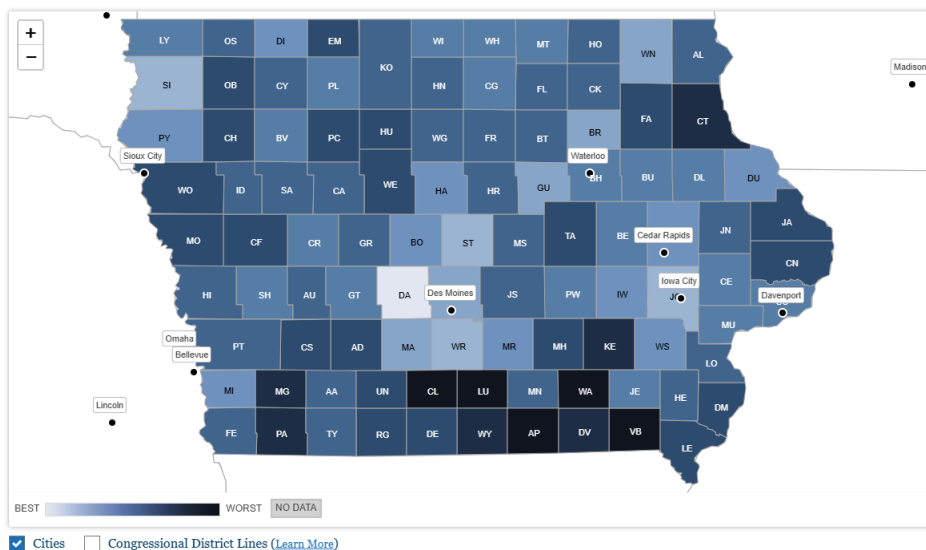 +
−
LY OS DI EM KO WI WH MT HO WN AL
Madison
SI OB CY PL HN CG FL CK
PY CH BV PC HU WG FR BT BR FA CT
Sioux City
Waterloo
WO ID SA CA WE HA HR GU BH BU DL DU
MO CF CR GR BO ST MS TA BE JN JA
Cedar Rapids
CN
HI SH AU GT DA JS PW IW CE
Des Moines
Iowa City
Davenport
MU
Omaha
PT CS AD MA WR MR MH KE WS LO
Bellevue
MI MG AA UN CL LU MN WA JE HE
Lincoln
DM
FE PA TY RG DE WY AP DV VB LE
BEST WORST NO DATA
Cities Congressional District Lines (Learn More)